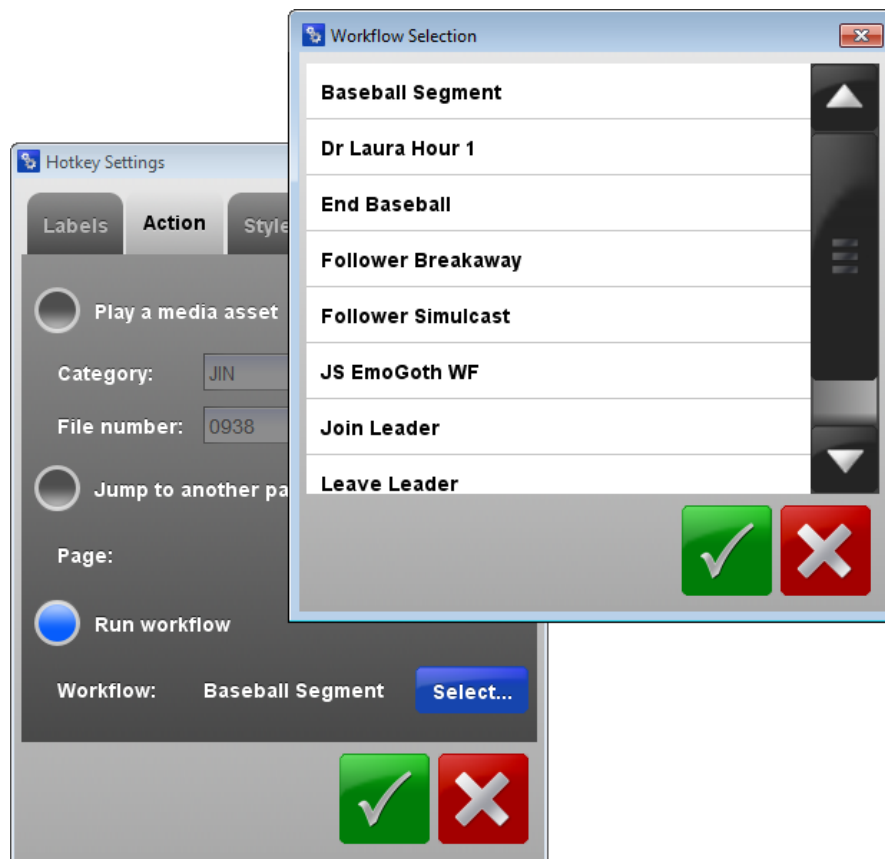 Workflow Selection
Baseball Segment
Dr Laura Hour 1
End Baseball
Follower Breakaway
Follower Simulcast
JS EmoGoth WF
Join Leader
Leave Leader
Hotkey Settings
Labels Action Style
Play a media asset
Category: JIN
File number: 0938
Jump to another pa
Page:
Run workflow
Workflow: Baseball Segment Select...